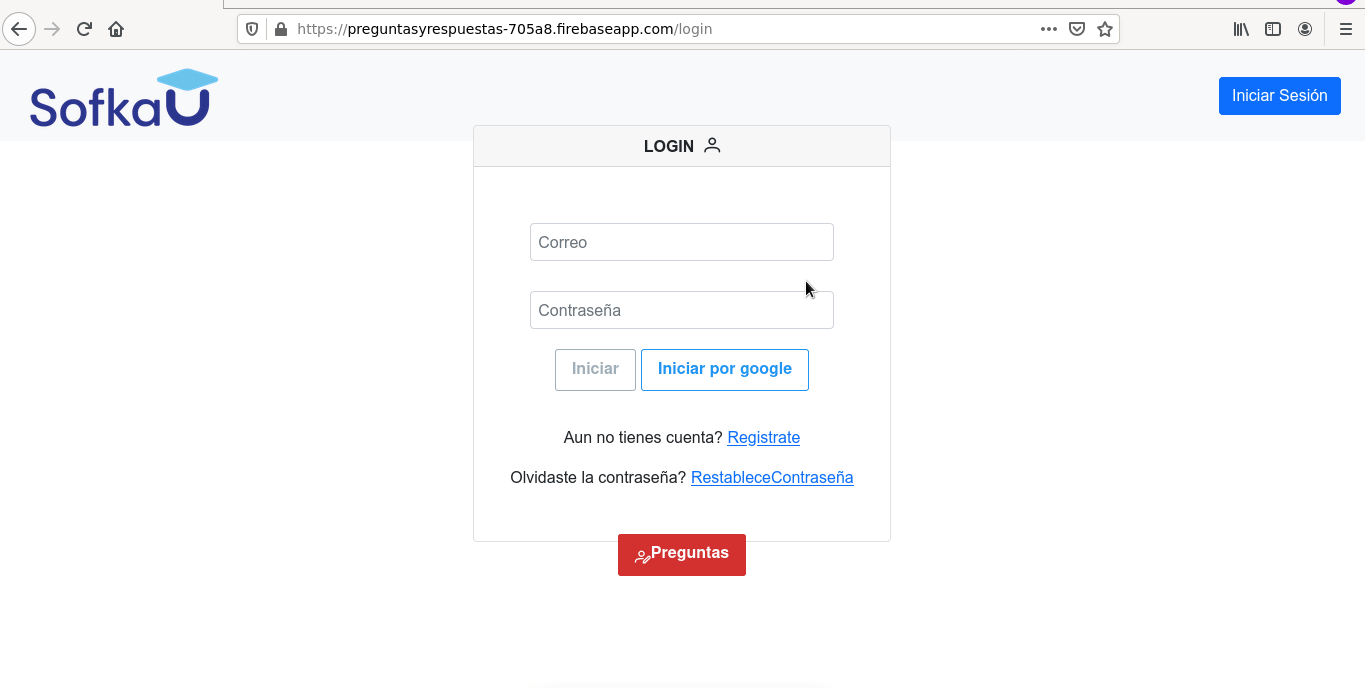 https://preguntasyrespuestas-705a8.firebaseapp.com/login
SofkaU
Iniciar Sesión
LOGIN
Correo
Contraseña
Iniciar Iniciar por google
Aun no tienes cuenta? Registrate
Olvidaste la contraseña? RestableceContraseña
Preguntas